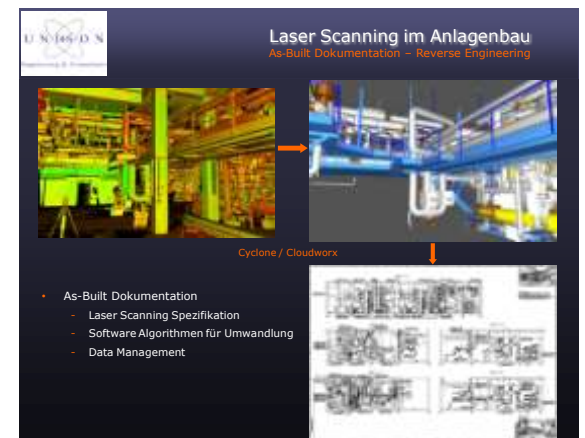 UNISON
Laser Scanning im Anlagenbau
As-Built Dokumentation – Reverse Engineering
Cyclone / Cloudworx
• As-Built Dokumentation
- Laser Scanning Spezifikation
- Software Algorithmen für Umwandlung
- Data Management